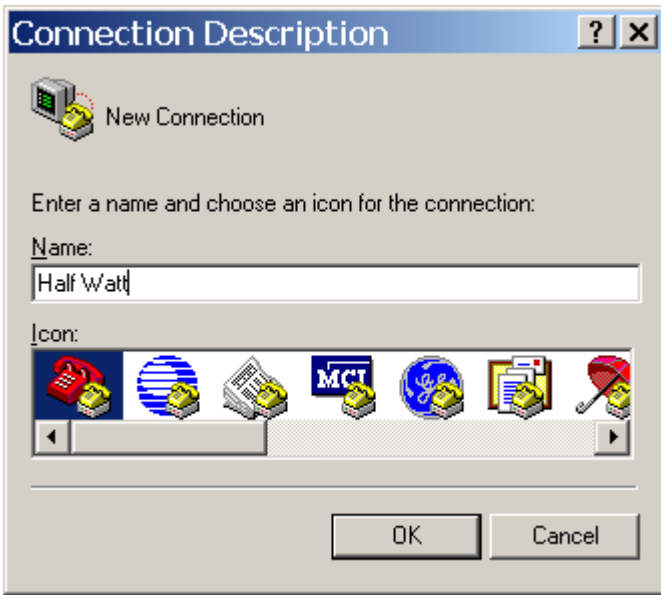 Connection Description
New Connection
Enter a name and choose an icon for the connection:
Name:
Half Watt
Icon:
MCI
OK Cancel